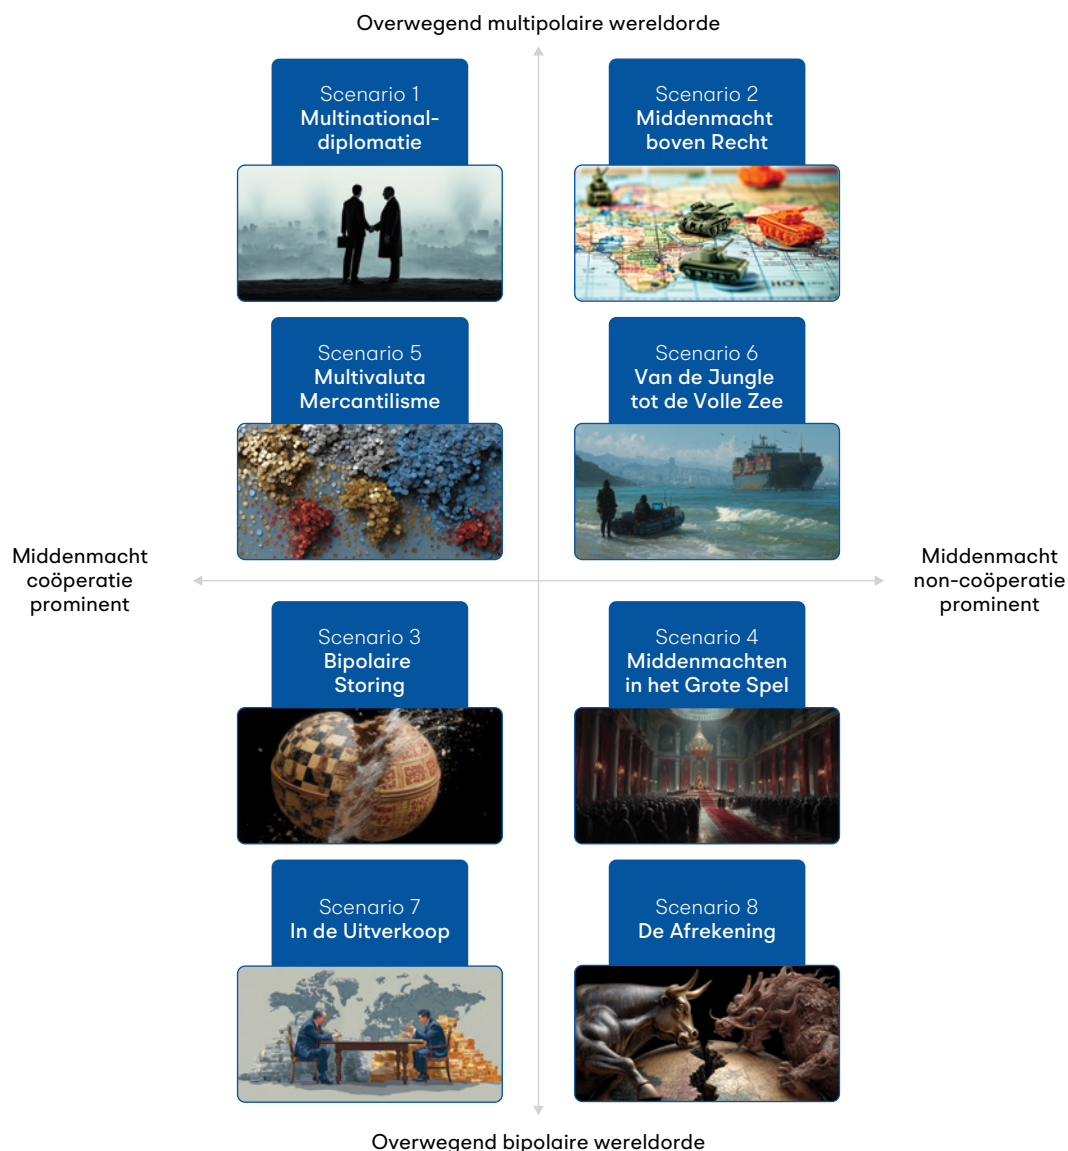 Overwegend multipolaire wereldorde
Scenario 1
Multinational-
diplomatie
Scenario 2
Middenmacht
boven Recht
Scenario 5
Multivaluta
Mercantilisme
Scenario 6
Van de Jungle
tot de Volle Zee
Middenmacht
coöperatie
prominent
Middenmacht
non-coöperatie
prominent
Scenario 3
Bipolaire
Storing
Scenario 4
Middenmachten
in het Grote Spel
Scenario 7
In de Uitverkoop
Scenario 8
De Afrekening
Overwegend bipolaire wereldorde